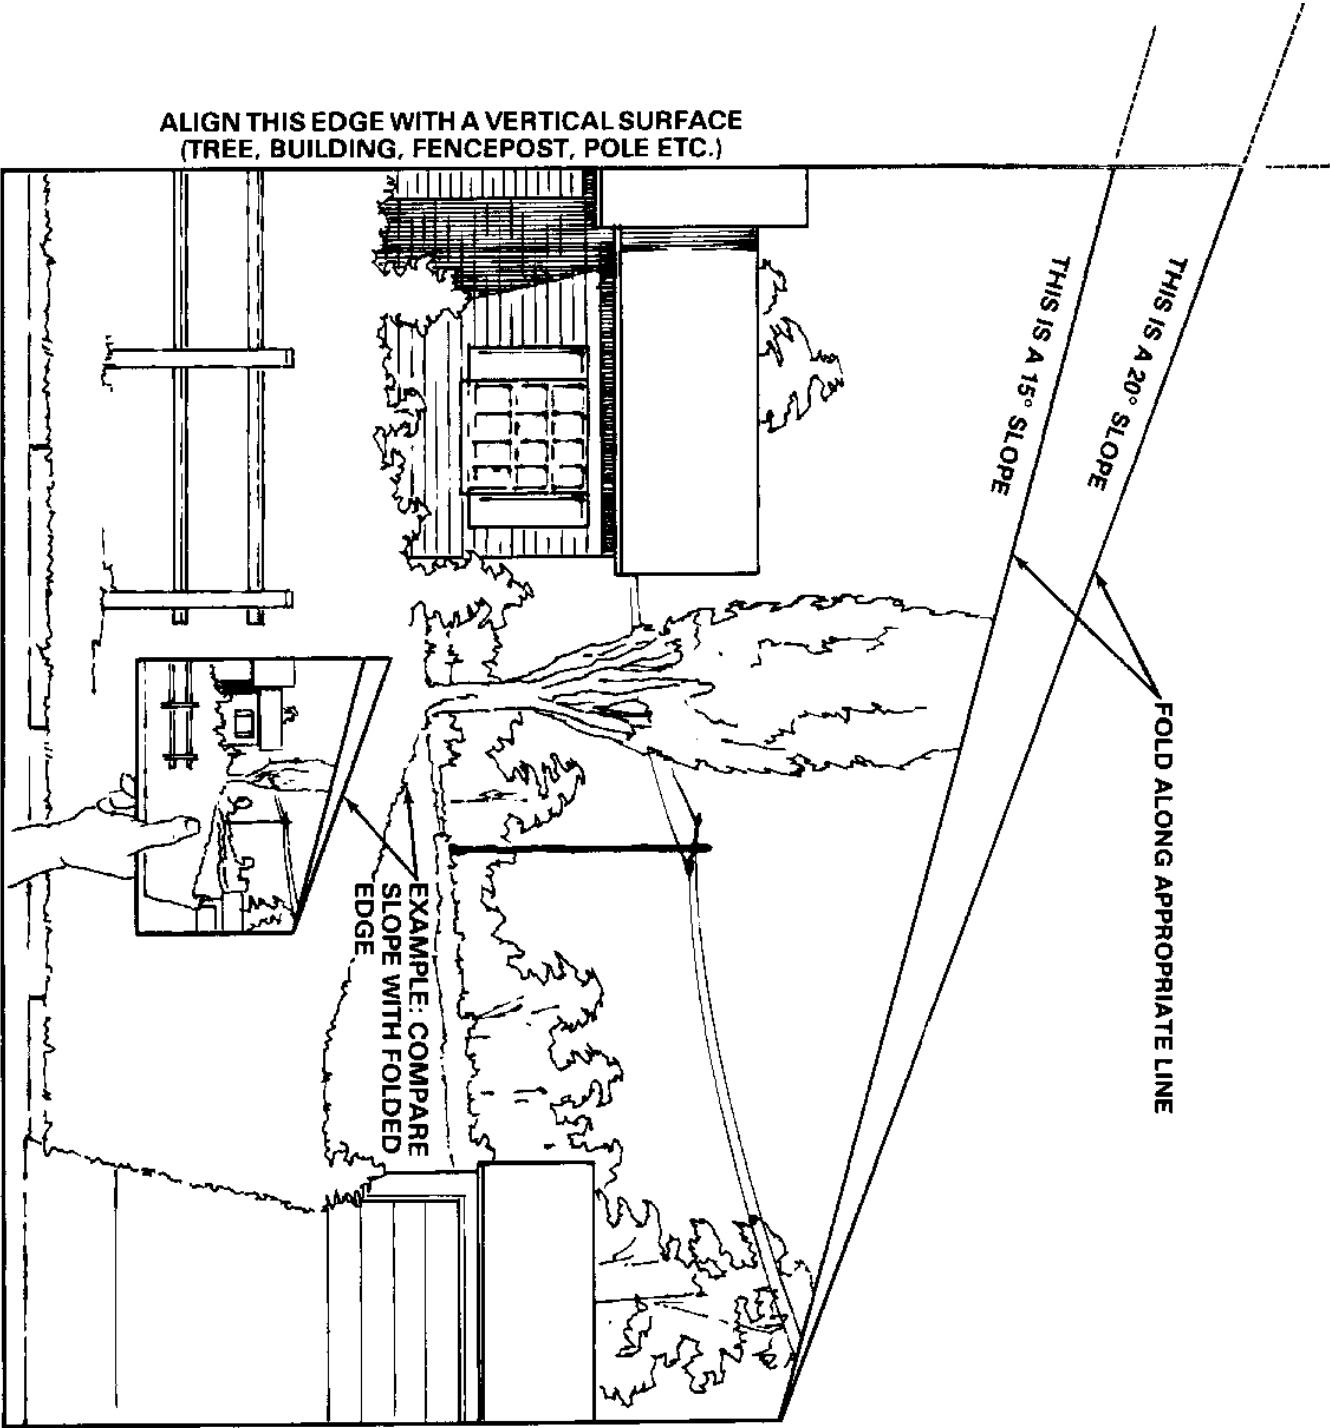 ALIGN THIS EDGE WITH A VERTICAL SURFACE
(TREE, BUILDING, FENCEPOST, POLE ETC.)
THIS IS A 20° SLOPE
THIS IS A 15° SLOPE
FOLD ALONG APPROPRIATE LINE
EXAMPLE: COMPARE
SLOPE WITH FOLDED
EDGE